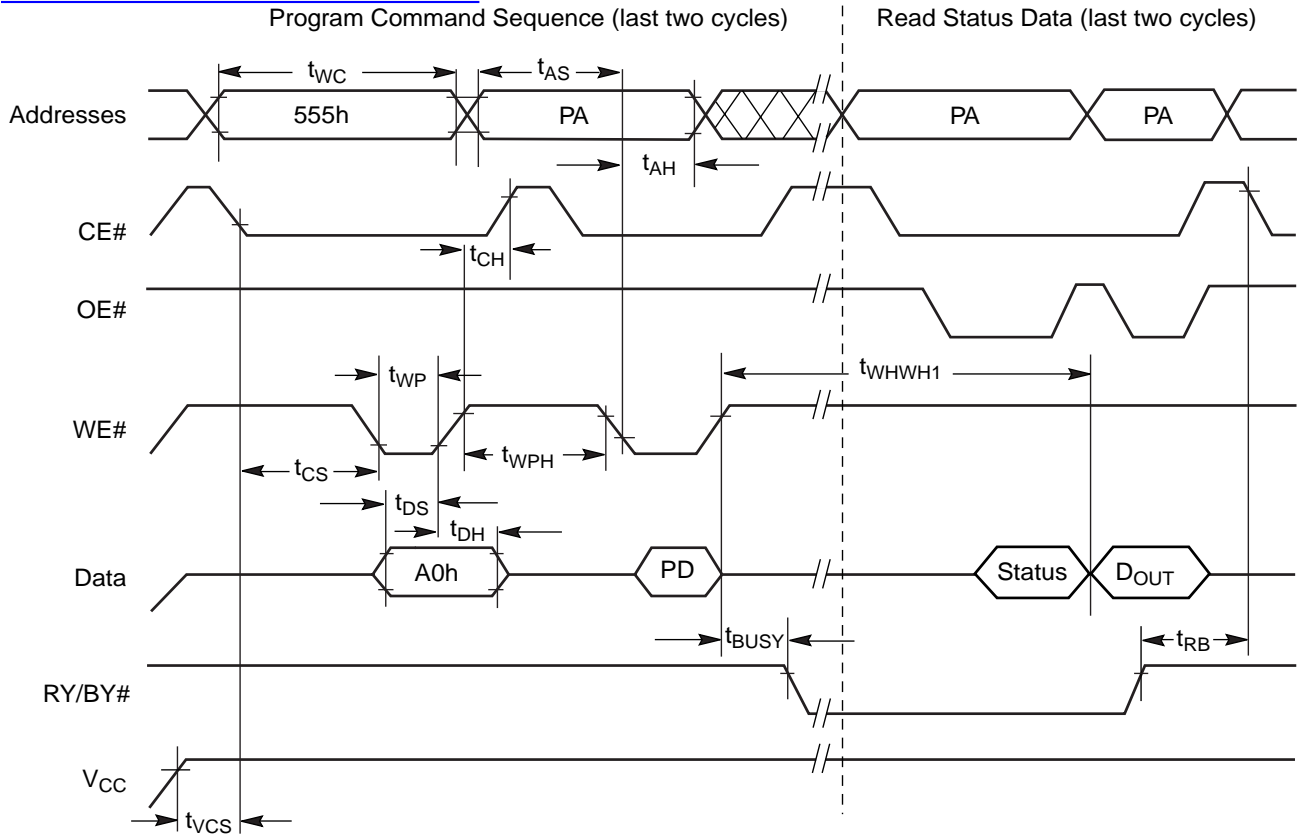 Program Command Sequence (last two cycles)
Read Status Data (last two cycles)
tWC
tAS
Addresses
555h
PA
PA
PA
tAH
CE#
tCH
OE#
tWP
tWHWH1
WE#
tCS
tWPH
tDS
tDH
Data
A0h
PD
Status
DOUT
tBUSY
tRB
RY/BY#
VCC
tVCS